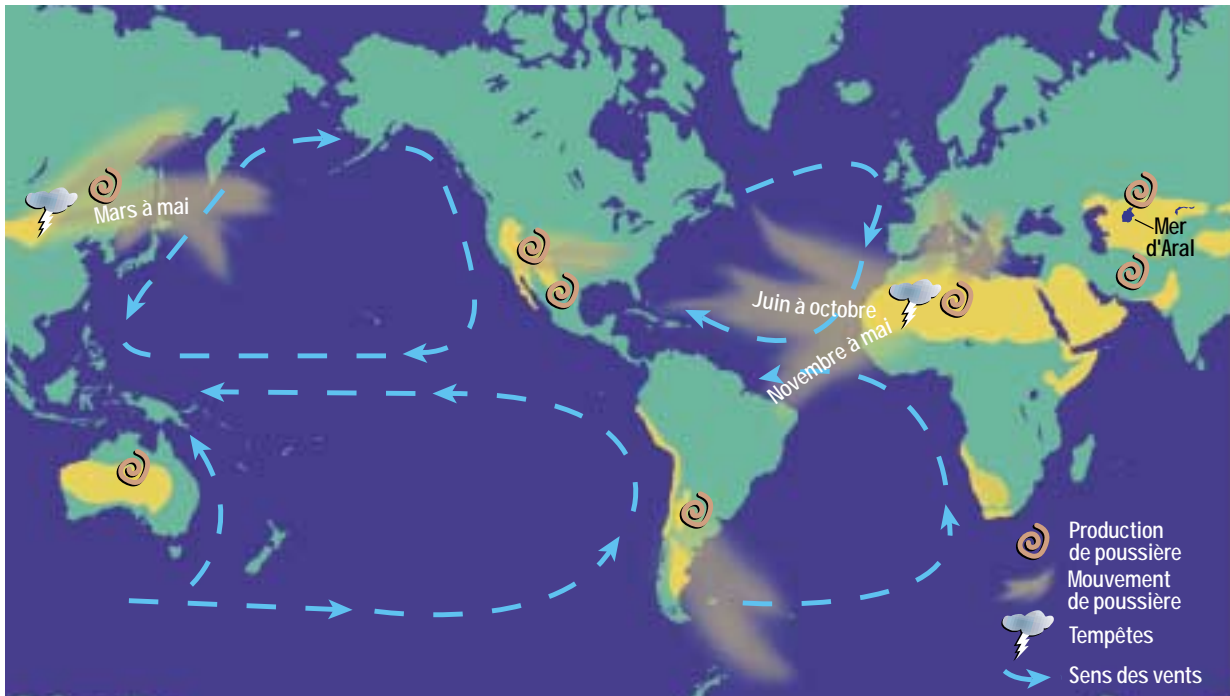 Mars à mai
Mer
d'Aral
Juin à octobre
Novembre à mai
Production
de poussière
Mouvement
de poussière
Tempêtes
Sens des vents